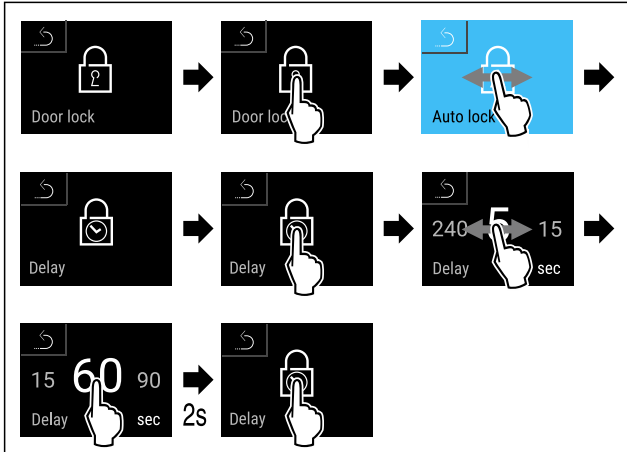 Door lock
Door loc
Auto lock
Delay
Delay
240 5 15
Delay sec
15 60 90
Delay sec
2s
Delay